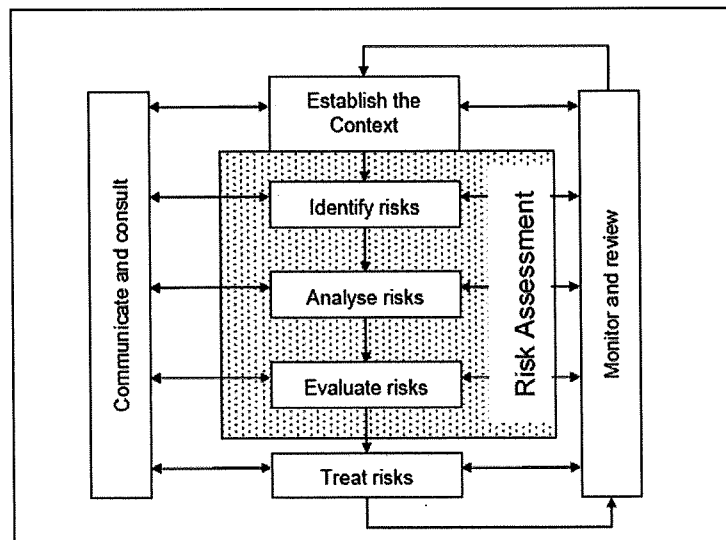 Establish the
Context
Communicate and consult
Identify risks
Analyse risks
Evaluate risks
Risk Assessment
Monitor and review
Treat risks